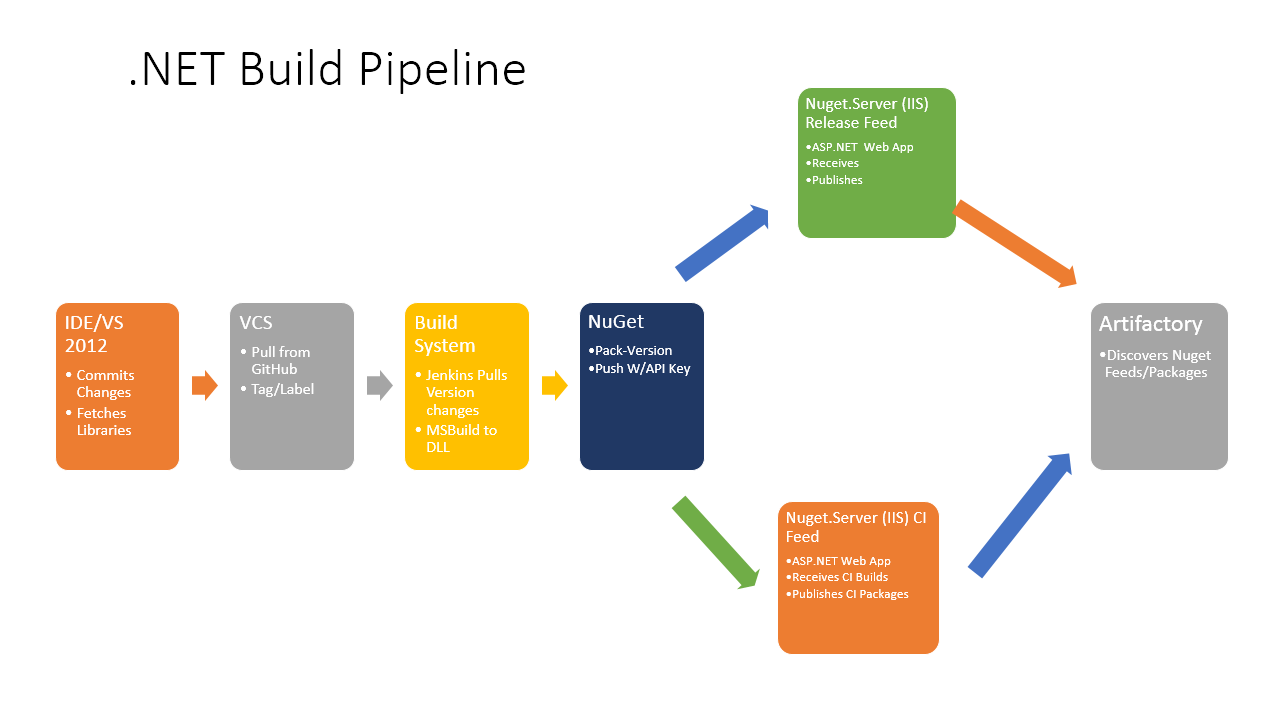 .NET Build Pipeline
Nuget.Server (IIS)
Release Feed
•ASP.NET Web App
•Receives
•Publishes
IDE/VS
2012
• Commits
Changes
• Fetches
Libraries
VCS
• Pull from
GitHub
• Tag/Label
Build
System
• Jenkins Pulls
Version
changes
• MSBuild to
DLL
NuGet
•Pack-Version
•Push W/API Key
Artifactory
•Discovers Nuget
Feeds/Packages
Nuget.Server (IIS) CI
Feed
•ASP.NET Web App
•Receives CI Builds
•Publishes CI Packages